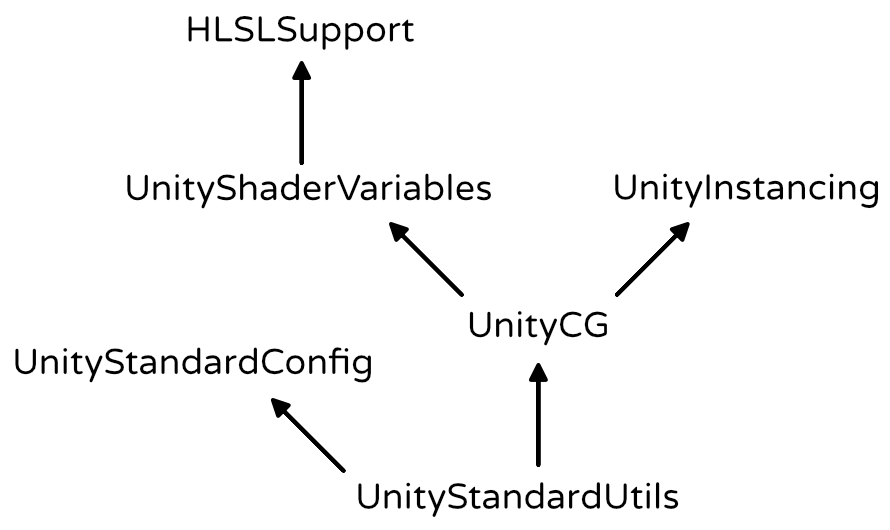 HLSLSupport
UnityShaderVariables
UnityInstancing
UnityCG
UnityStandardConfig
UnityStandardUtils